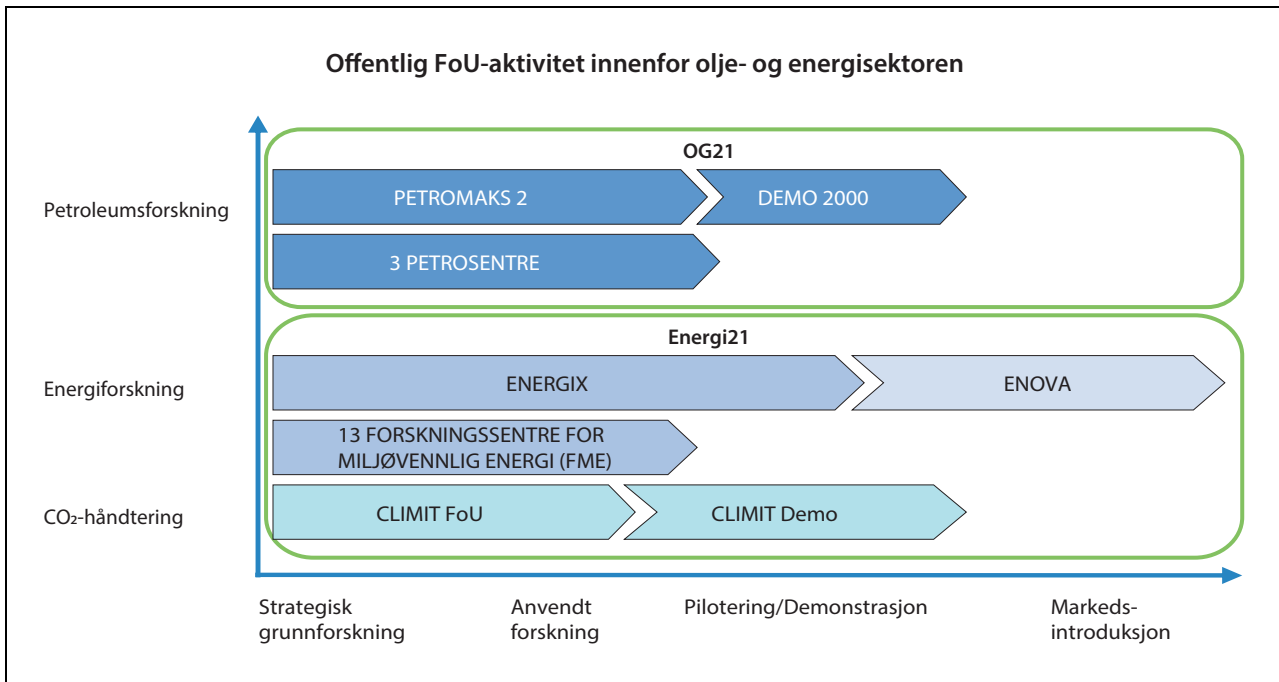 Offentlig FoU-aktivitet innenfor olje- og energisektoren
OG21
Petroleumsforskning
PETROMAKS 2
DEMO 2000
3 PETROSENTRE
Energi21
Energiforskning
ENERGIX
ENOVA
13 FORSKNINGSSENTRE FOR
MILJØVENNLIG ENERGI (FME)
CO₂-håndtering
CLIMIT FoU
CLIMIT Demo
Strategisk
grunnforskning
Anvendt
forskning
Pilotering/Demonstrasjon
Markeds-
introduksjon